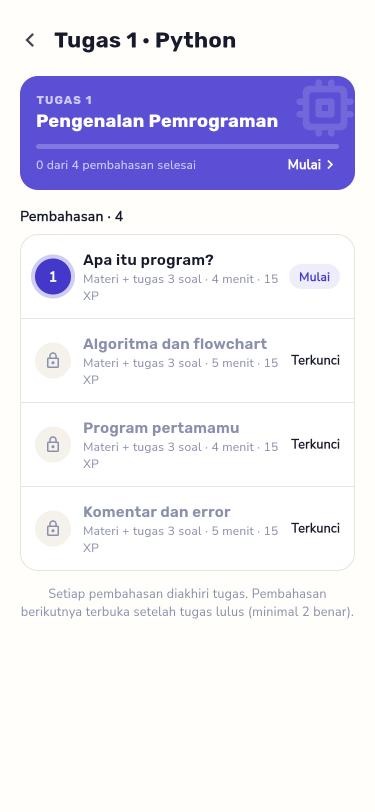 Tugas 1 • Python
TUGAS 1
Pengenalan Pemrograman
0 dari 4 pembahasan selesai
Mulai
Pembahasan · 4
1
Apa itu program?
Materi + tugas 3 soal · 4 menit · 15
XP
Mulai
Algoritma dan flowchart
Materi + tugas 3 soal · 5 menit · 15
XP
Terkunci
Program pertamamu
Materi + tugas 3 soal · 4 menit · 15
XP
Terkunci
Komentar dan error
Materi + tugas 3 soal · 5 menit · 15
XP
Terkunci
Setiap pembahasan diakhiri tugas. Pembahasan
berikutnya terbuka setelah tugas lulus (minimal 2 benar).